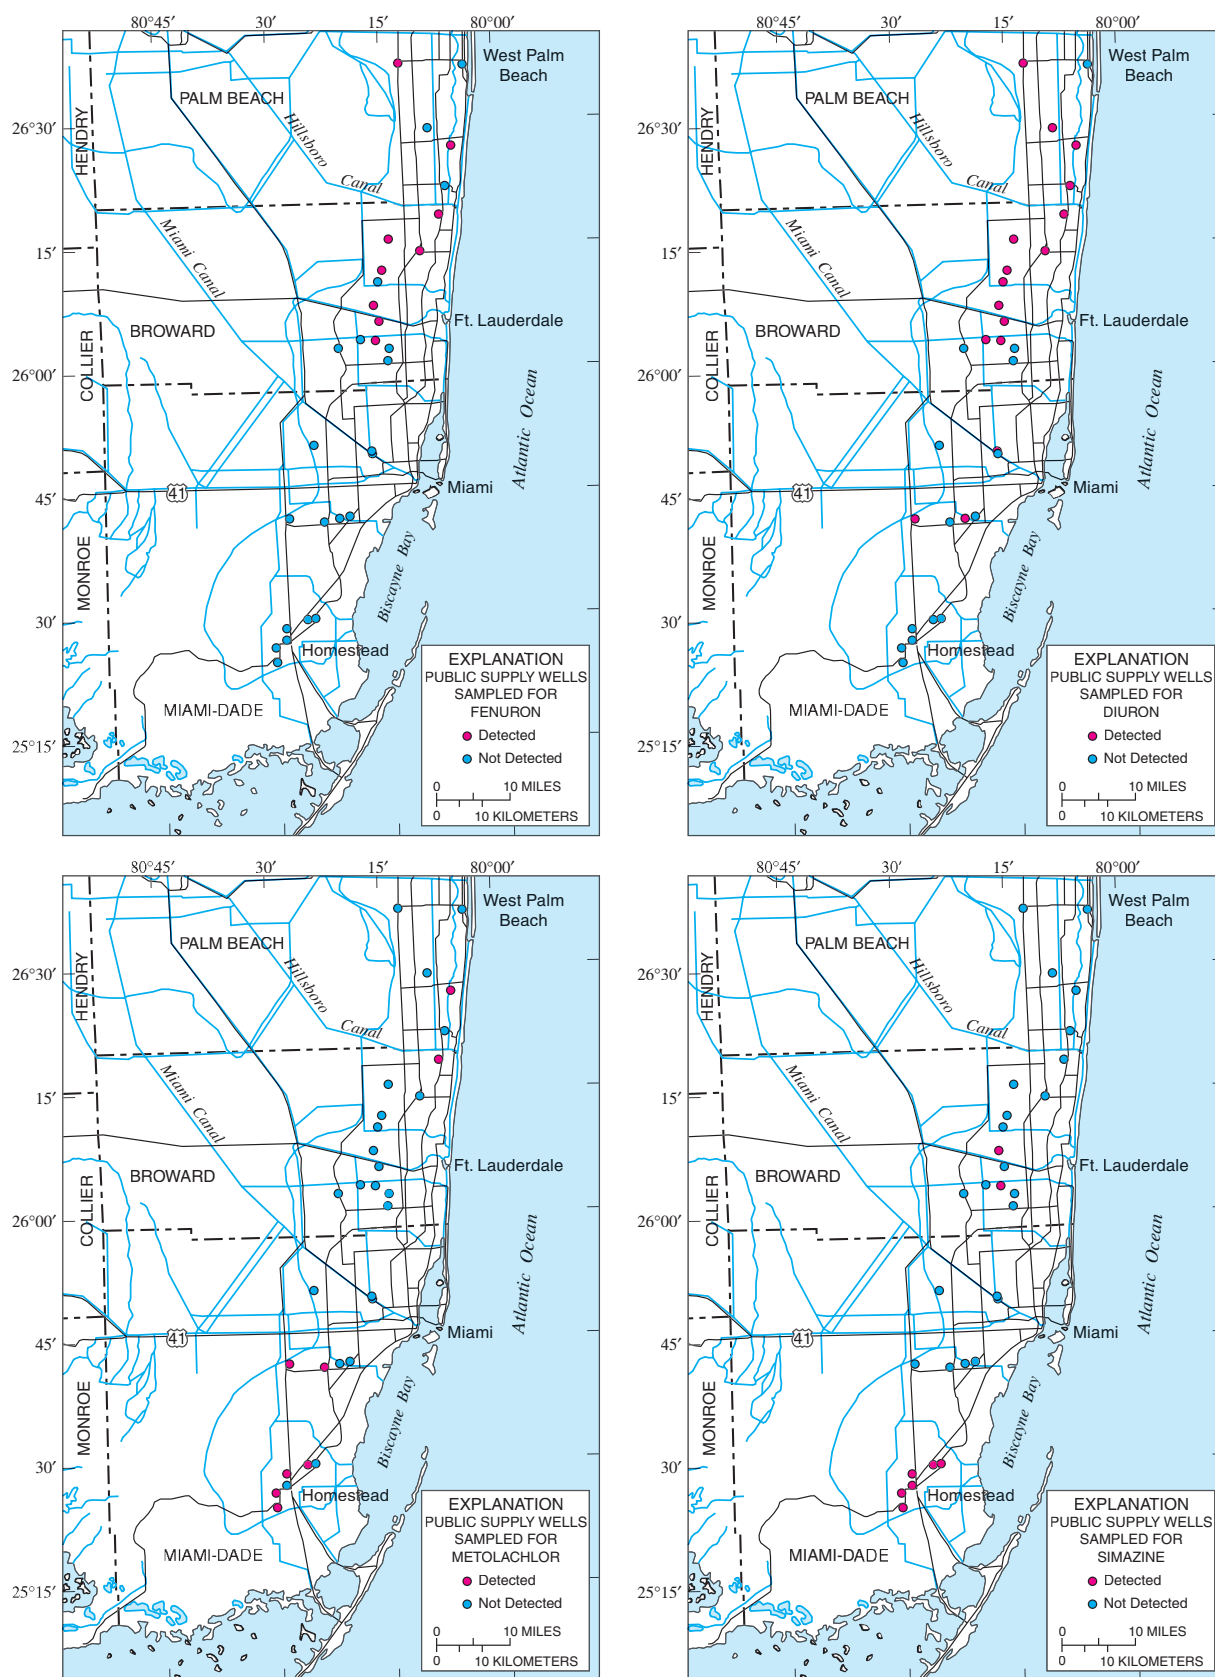 80°45′ 30′ 15′ 80°00′
West Palm
Beach
PALM BEACH
26°30′
HENDRY
Hillsboro
Canal
Miami Canal
15′
Ft. Lauderdale
BROWARD
COLLIER
26°00′
Atlantic Ocean
41
Miami
45′
MONROE
Biscayne Bay
30′
Homestead
MIAMI-DADE
25°15′
EXPLANATION
PUBLIC SUPPLY WELLS
SAMPLED FOR
FENURON
Detected
Not Detected
0 10 MILES
0 10 KILOMETERS
80°45′ 30′ 15′ 80°00′
West Palm
Beach
PALM BEACH
26°30′
HENDRY
Hillsboro
Canal
Miami Canal
15′
Ft. Lauderdale
BROWARD
COLLIER
26°00′
Atlantic Ocean
41
Miami
45′
MONROE
Biscayne Bay
30′
Homestead
MIAMI-DADE
25°15′
EXPLANATION
PUBLIC SUPPLY WELLS
SAMPLED FOR
DIURON
Detected
Not Detected
0 10 MILES
0 10 KILOMETERS
80°45′ 30′ 15′ 80°00′
West Palm
Beach
PALM BEACH
26°30′
HENDRY
Hillsboro
Canal
Miami Canal
15′
Ft. Lauderdale
BROWARD
COLLIER
26°00′
Atlantic Ocean
41
Miami
45′
MONROE
Biscayne Bay
30′
Homestead
MIAMI-DADE
25°15′
EXPLANATION
PUBLIC SUPPLY WELLS
SAMPLED FOR
METOLACHLOR
Detected
Not Detected
0 10 MILES
0 10 KILOMETERS
80°45′ 30′ 15′ 80°00′
West Palm
Beach
PALM BEACH
26°30′
HENDRY
Hillsboro
Canal
Miami Canal
15′
Ft. Lauderdale
BROWARD
COLLIER
26°00′
Atlantic Ocean
41
Miami
45′
MONROE
Biscayne Bay
30′
Homestead
MIAMI-DADE
25°15′
EXPLANATION
PUBLIC SUPPLY WELLS
SAMPLED FOR
SIMAZINE
Detected
Not Detected
0 10 MILES
0 10 KILOMETERS